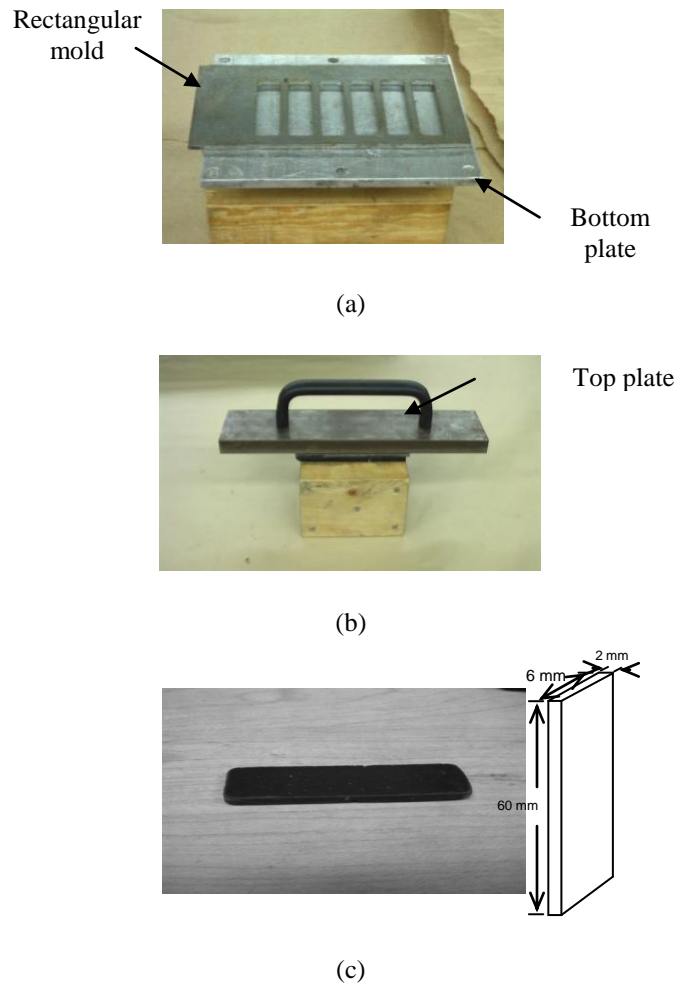 Rectangular
mold
Bottom
plate
(a)
Top plate
(b)
2 mm
6 mm
60 mm
(c)